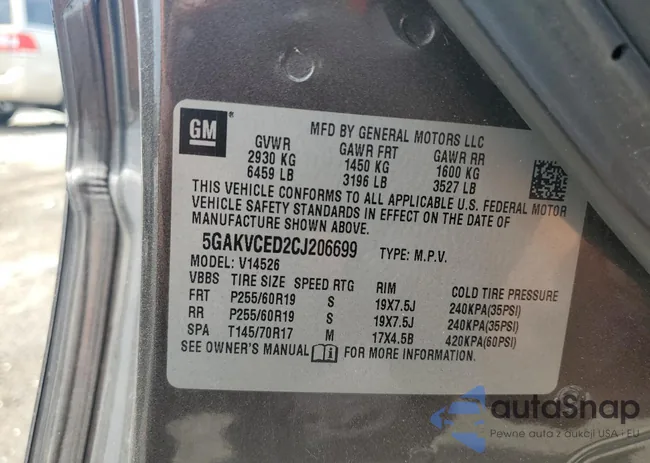 GM
MFD BY GENERAL MOTORS LLC
GVWR GAWR FRT GAWR RR
2930 KG 1450 KG 1600 KG
6459 LB 3196 LB 3527 LB
THIS VEHICLE CONFORMS TO ALL APPLICABLE U.S. FEDERAL MOTOR
VEHICLE SAFETY STANDARDS IN EFFECT ON THE DATE OF
MANUFACTURE SHOWN ABOVE.
5GAKVCED2CJ206699 TYPE: M.P.V.
MODEL: V14526
VBBS TIRE SIZE SPEED RTG RIM COLD TIRE PRESSURE
FRT P255/60R19 S 19X7.5J 240KPA(35PSI)
RR P255/60R19 S 19X7.5J 240KPA(35PSI)
SPA T145/70R17 M 17X4.5B 420KPA(60PSI)
SEE OWNER'S MANUAL FOR MORE INFORMATION
autoSnap
Pewne auta z aukcji USA - EU